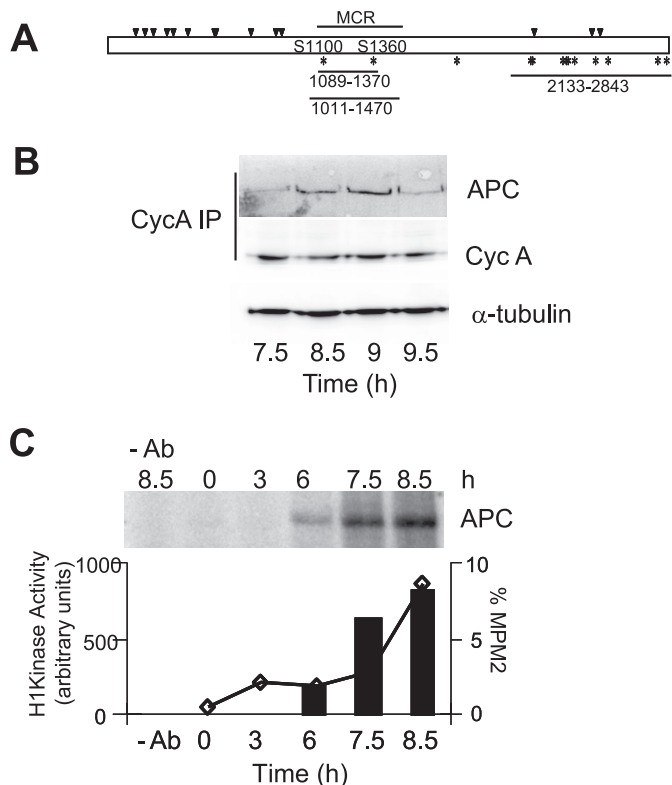 A
MCR
S1100 S1360
* * * * * * * * * * *
1089-1370
1011-1470
2133-2843
B
CycA IP
APC
Cyc A
α-tubulin
7.5 8.5 9 9.5
Time (h)
C
- Ab
8.5 0 3 6 7.5 8.5 h
APC
H1Kinase Activity
(arbitrary units)
1000
500
0
10
5
0
% MPM2
- Ab 0 3 6 7.5 8.5
Time (h)